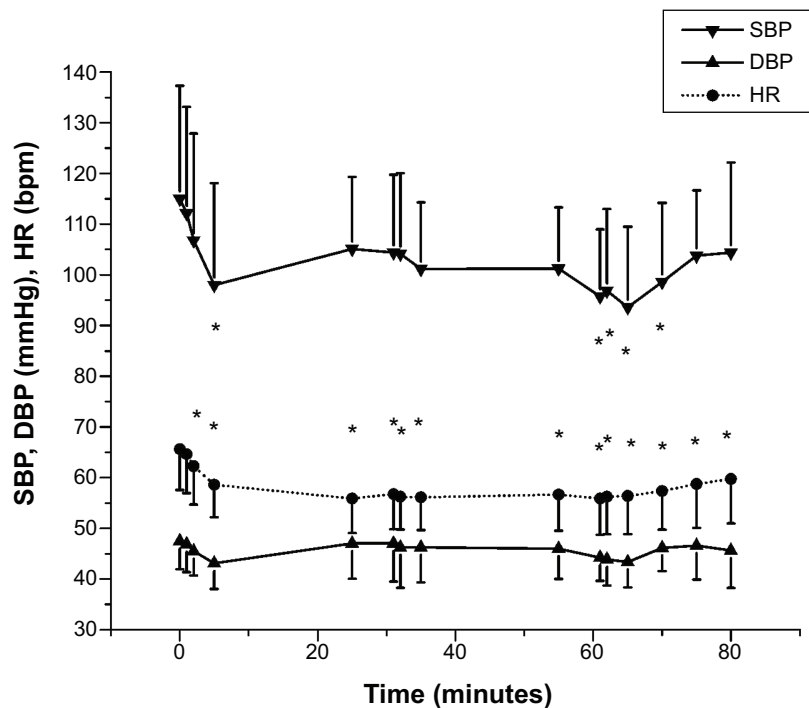 SBP
DBP
HR
140
130
120
110
100
90
80
70
60
50
40
30
SBP, DBP (mmHg), HR (bpm)
* * * * *
* * * * * * * * * * * * *
0 20 40 60 80
Time (minutes)